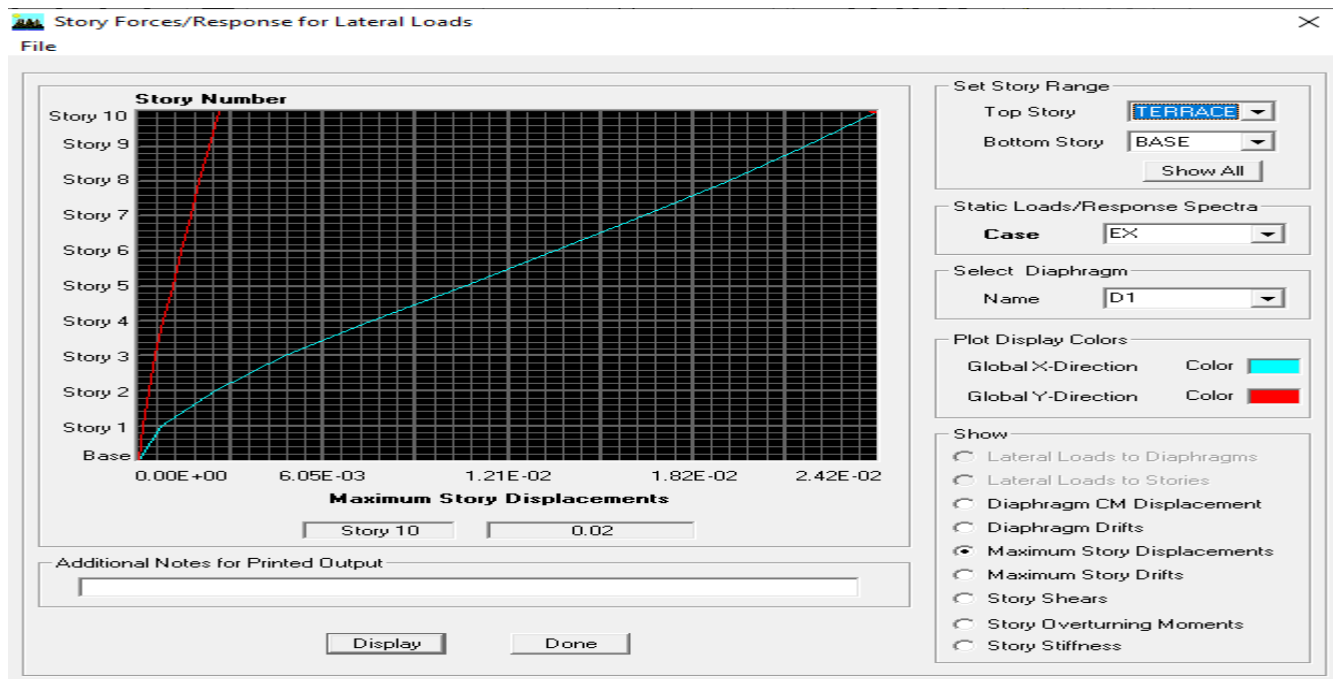 Story Forces/Response for Lateral Loads
File
Story Number
Story 10
Story 9
Story 8
Story 7
Story 6
Story 5
Story 4
Story 3
Story 2
Story 1
Base
0.00E+00 6.05E-03 1.21E-02 1.82E-02 2.42E-02
Maximum Story Displacements
Story 10 0.02
Additional Notes for Printed Output
Display Done
Set Story Range
Top Story TERRACE
Bottom Story BASE
Show All
Static Loads/Response Spectra
Case EX
Select Diaphragm
Name D1
Plot Display Colors
Global X-Direction Color
Global Y-Direction Color
Show
Lateral Loads to Diaphragms
Lateral Loads to Stories
Diaphragm CM Displacement
Diaphragm Drifts
Maximum Story Displacements
Maximum Story Drifts
Story Shears
Story Overturning Moments
Story Stiffness